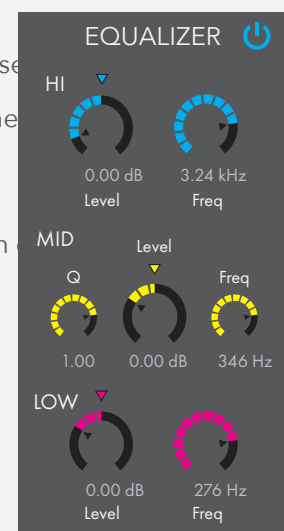 EQUALIZER
HI
0.00 dB 3.24 kHz
Level Freq
MID
Level
Q Freq
1.00 0.00 dB 346 Hz
LOW
0.00 dB 276 Hz
Level Freq